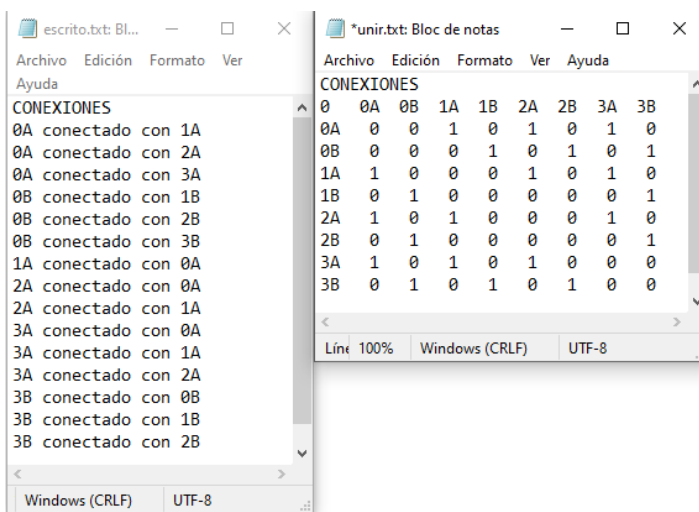 escrito.txt: Bl...
Archivo Edición Formato Ver
Ayuda
CONEXIONES
0A conectado con 1A
0A conectado con 2A
0A conectado con 3A
0B conectado con 1B
0B conectado con 2B
0B conectado con 3B
1A conectado con 0A
2A conectado con 0A
2A conectado con 1A
3A conectado con 0A
3A conectado con 1A
3A conectado con 2A
3B conectado con 0B
3B conectado con 1B
3B conectado con 2B
Windows (CRLF) UTF-8
*unir.txt: Bloc de notas
Archivo Edición Formato Ver Ayuda
CONEXIONES
0 0A 0B 1A 1B 2A 2B 3A 3B
0A 0 0 1 0 1 0 1 0
0B 0 0 0 1 0 1 0 1
1A 1 0 0 0 1 0 1 0
1B 0 1 0 0 0 0 0 1
2A 1 0 1 0 0 0 1 0
2B 0 1 0 0 0 0 0 1
3A 1 0 1 0 1 0 0 0
3B 0 1 0 1 0 1 0 0
Líne 100% Windows (CRLF) UTF-8